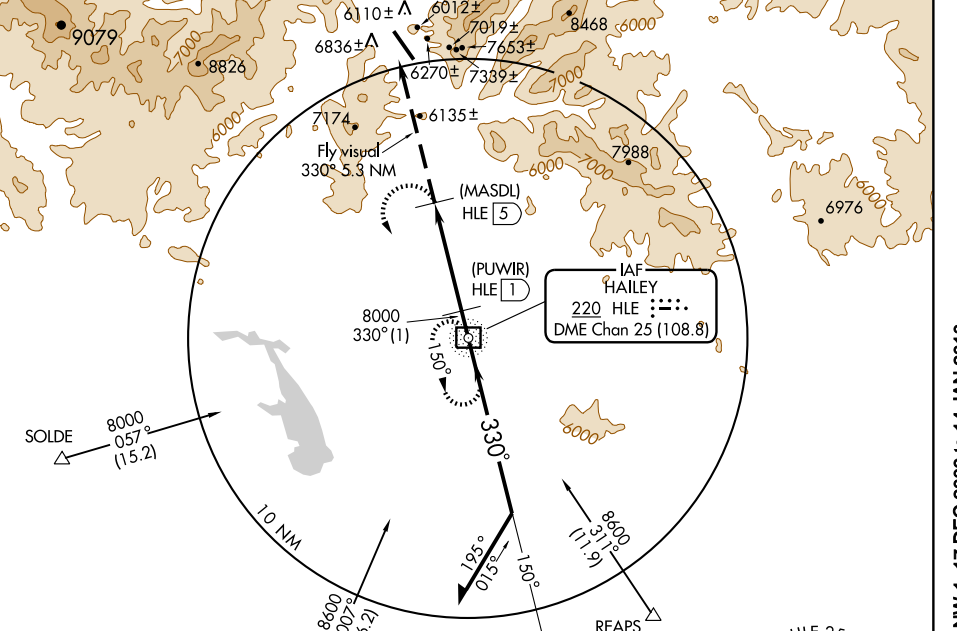 6110±
6012±
9079
7000
8826
6836±
7019±
7653±
8468
6000
6270±
7339±
7000
6000
7174
6135±
Fly visual
330° 5.3 NM
6000
7000
7988
6000
6976
(MASDL)
HLE 5
(PUWIR)
HLE 1
IAF
HAILEY
220 HLE
DME Chan 25 (108.8)
8000
330° (1)
150°
330°
6000
SOLDE
8000
057°
(15.2)
10 NM
195°
015°
150°
8600
311°
(11.9)
8600
007°
REAPS